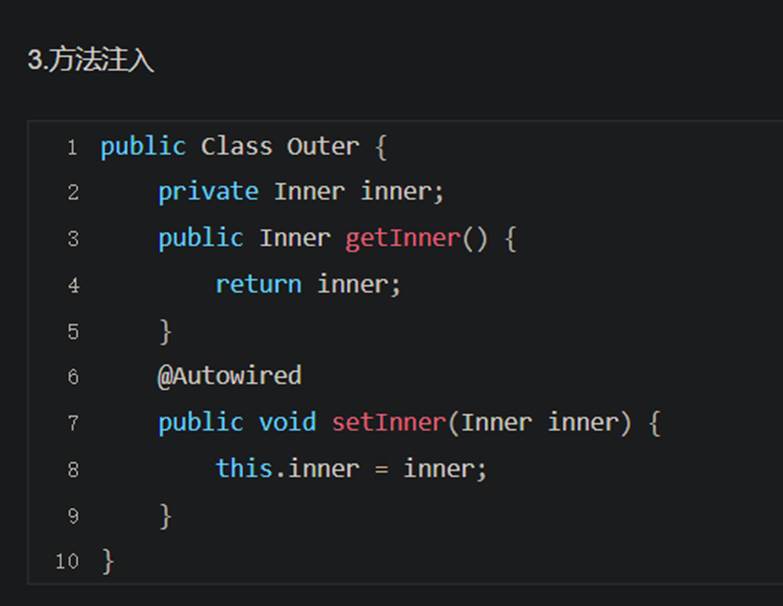 3.方法注入
1 public Class Outer {
2     private Inner inner;
3     public Inner getInner() {
4         return inner;
5     }
6     @Autowired
7     public void setInner(Inner inner) {
8         this.inner = inner;
9     }
10 }